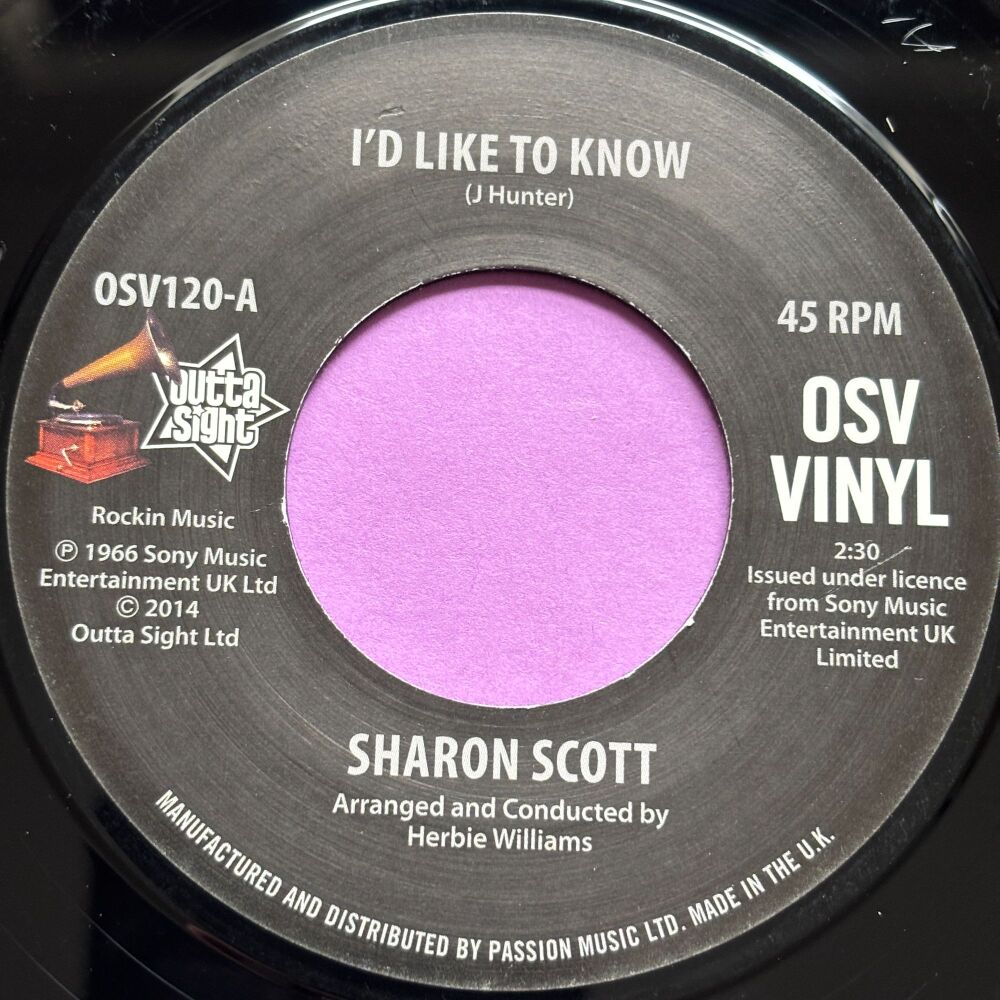 I'D LIKE TO KNOW
(J Hunter)
OSV120-A
Outta
Sight
Rockin Music
℗ 1966 Sony Music
Entertainment UK Ltd
© 2014
Outta Sight Ltd
45 RPM
OSV
VINYL
2:30
Issued under licence
from Sony Music
Entertainment UK
Limited
SHARON SCOTT
Arranged and Conducted by
Herbie Williams
MANUFACTURED AND DISTRIBUTED BY PASSION MUSIC LTD. MADE IN THE U.K.